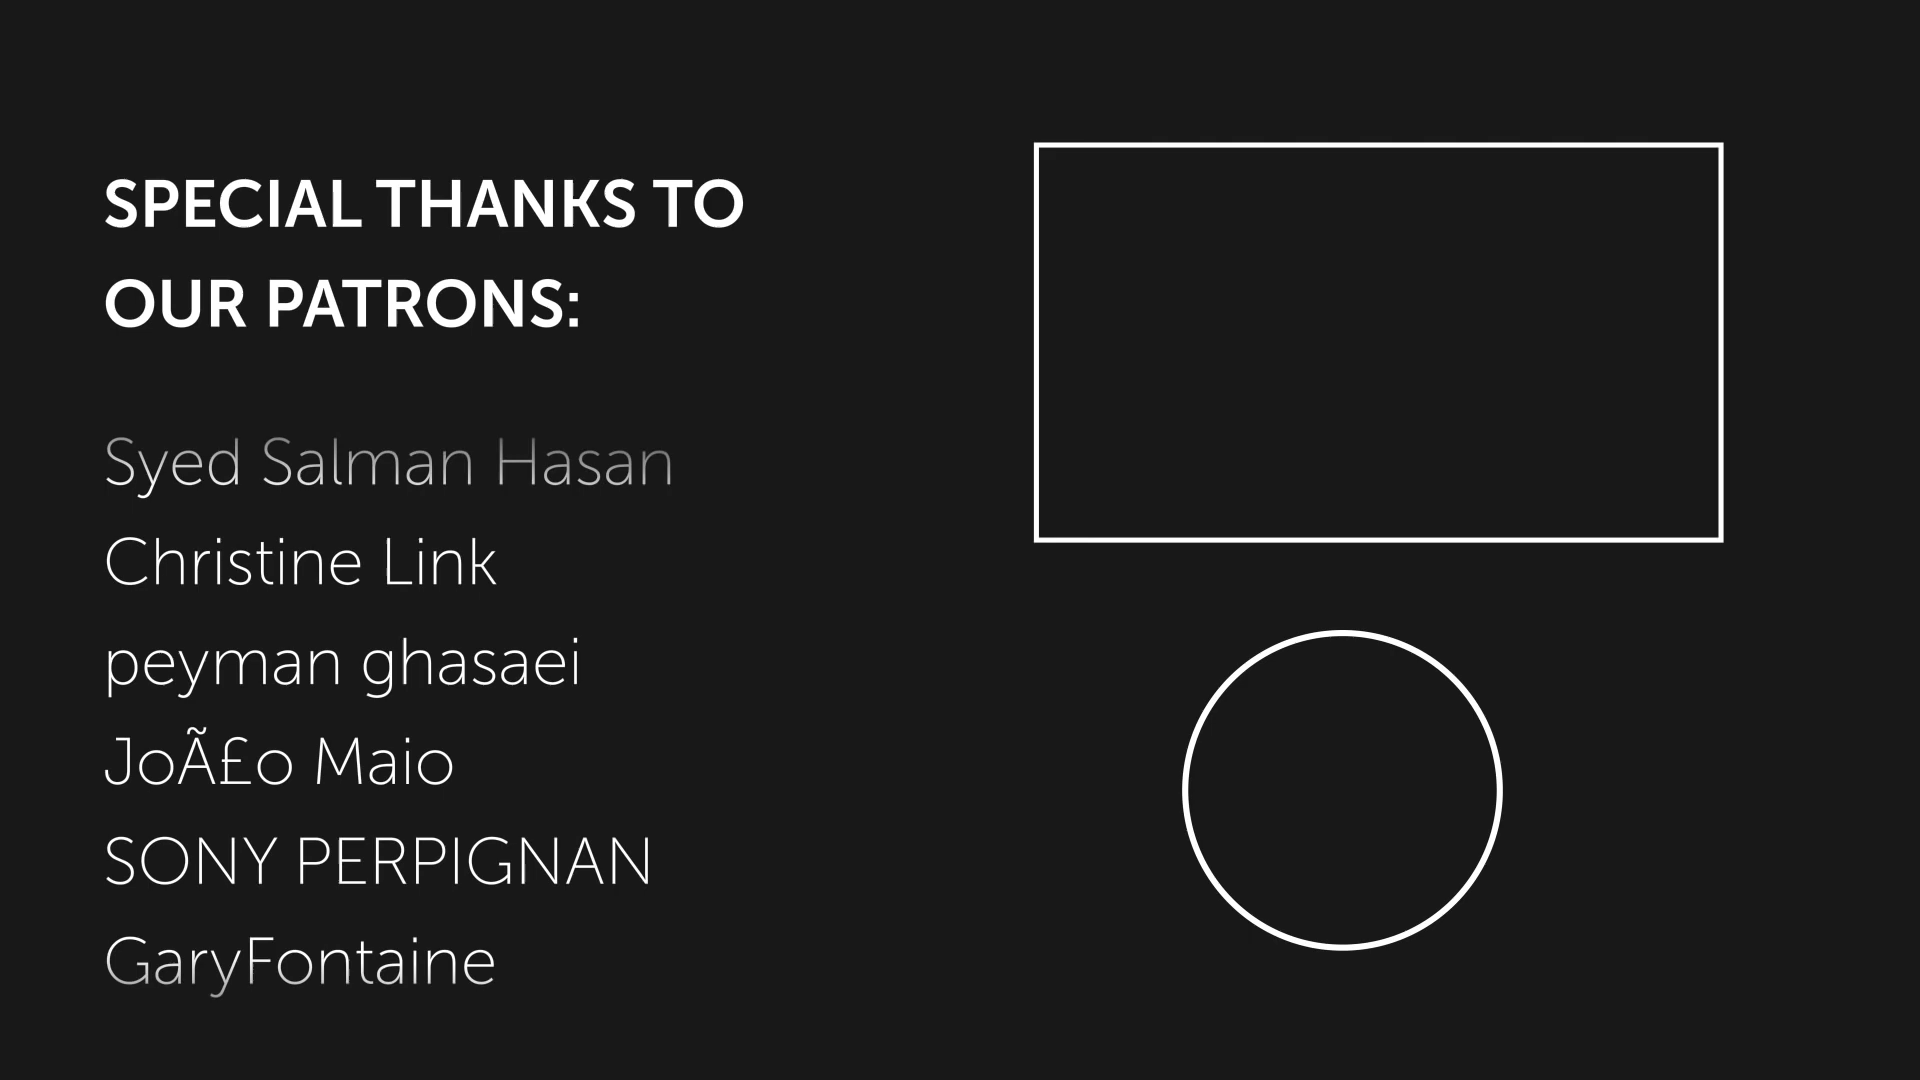 SPECIAL THANKS TO
OUR PATRONS:
Syed Salman Hasan
Christine Link
peyman ghasaei
JoÃ£o Maio
SONY PERPIGNAN
GaryFontaine